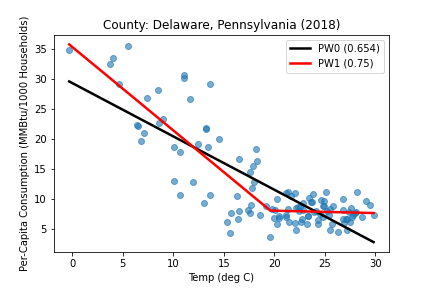 County: Delaware, Pennsylvania (2018)
PW0 (0.654)
PW1 (0.75)
Per-Capita Consumption (MMBtu/1000 Households)
35
30
25
20
15
10
5
0 5 10 15 20 25 30
Temp (deg C)